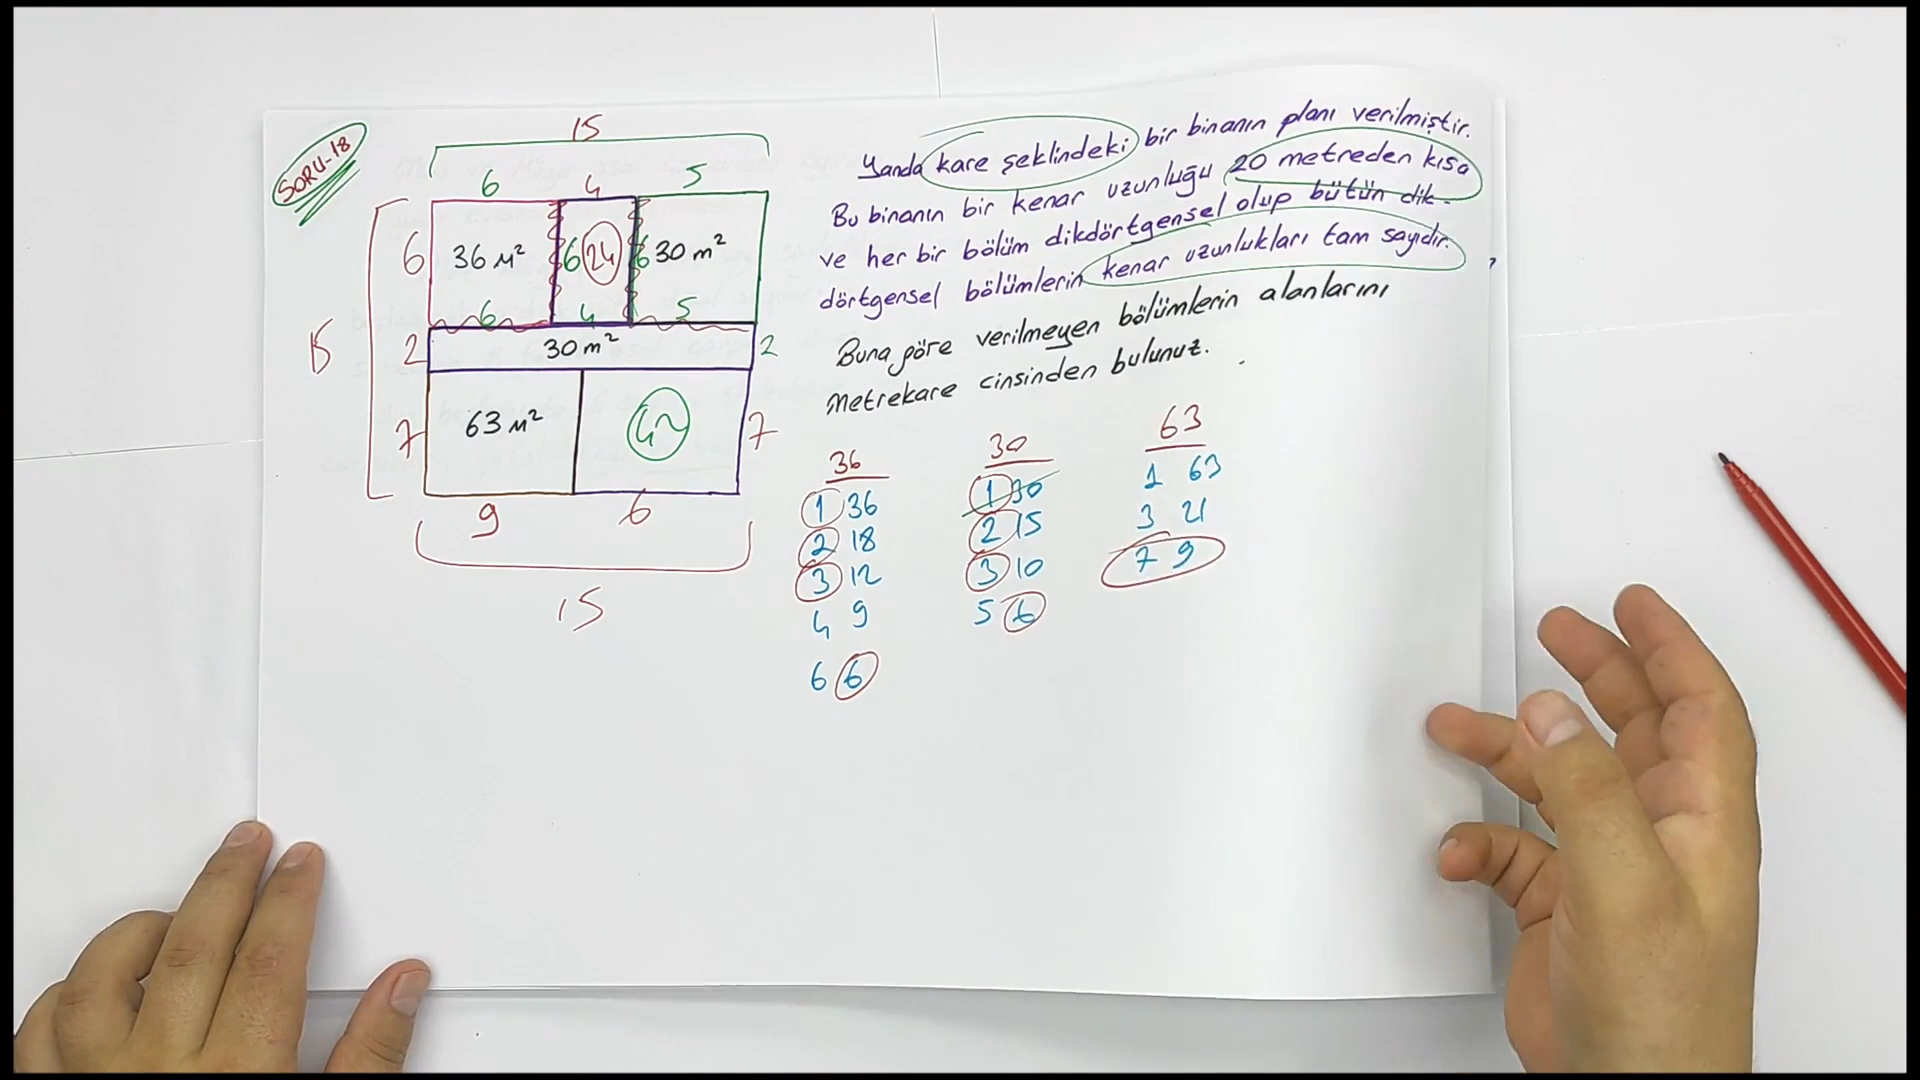 SORU-18
15
6 4 5
6 36 M² 6 24 6 30 m²
6 4 5
15 2 30 m² 2
7 63 M² 42 7
9 6
15
Yanda kare şeklindeki bir binanın planı verilmiştir.
Bu binanın bir kenar uzunluğu 20 metreden kısa
ve her bir bölüm dikdörtgensel olup bütün dik-
dörtgensel bölümlerin kenar uzunlukları tam sayıdır.
Buna göre verilmeyen bölümlerin alanlarını
metrekare cinsinden bulunuz.
36
1 36
2 18
3 12
4 9
6 6
30
1 30
2 15
3 10
5 6
63
1 63
3 21
7 9